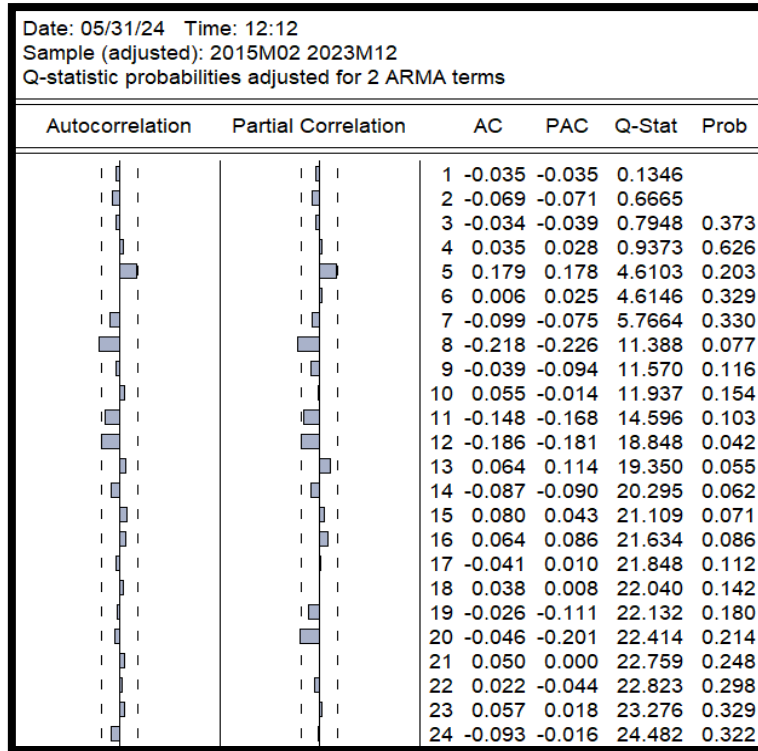 Date: 05/31/24 Time: 12:12
Sample (adjusted): 2015M02 2023M12
Q-statistic probabilities adjusted for 2 ARMA terms
Autocorrelation Partial Correlation AC PAC Q-Stat Prob
1 -0.035 -0.035 0.1346
2 -0.069 -0.071 0.6665
3 -0.034 -0.039 0.7948 0.373
4 0.035 0.028 0.9373 0.626
5 0.179 0.178 4.6103 0.203
6 0.006 0.025 4.6146 0.329
7 -0.099 -0.075 5.7664 0.330
8 -0.218 -0.226 11.388 0.077
9 -0.039 -0.094 11.570 0.116
10 0.055 -0.014 11.937 0.154
11 -0.148 -0.168 14.596 0.103
12 -0.186 -0.181 18.848 0.042
13 0.064 0.114 19.350 0.055
14 -0.087 -0.090 20.295 0.062
15 0.080 0.043 21.109 0.071
16 0.064 0.086 21.634 0.086
17 -0.041 0.010 21.848 0.112
18 0.038 0.008 22.040 0.142
19 -0.026 -0.111 22.132 0.180
20 -0.046 -0.201 22.414 0.214
21 0.050 0.000 22.759 0.248
22 0.022 -0.044 22.823 0.298
23 0.057 0.018 23.276 0.329
24 -0.093 -0.016 24.482 0.322